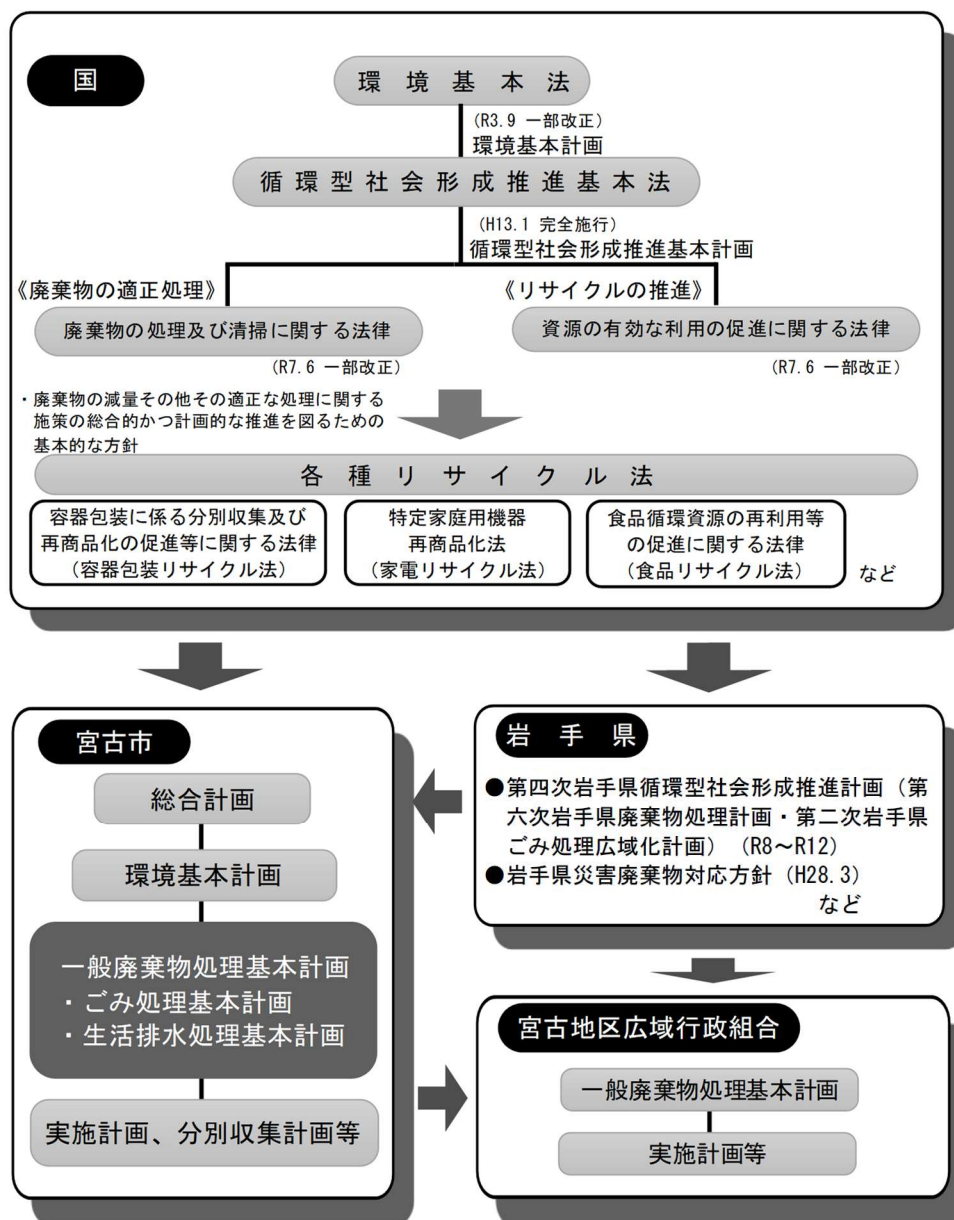 国
環境基本法
（R3.9 一部改正）
環境基本計画
循環型社会形成推進基本法
（H13.1 完全施行）
循環型社会形成推進基本計画
《廃棄物の適正処理》
廃棄物の処理及び清掃に関する法律
（R7.6 一部改正）
《リサイクルの推進》
資源の有効な利用の促進に関する法律
（R7.6 一部改正）
・廃棄物の減量その他その適正な処理に関する
施策の総合的かつ計画的な推進を図るための
基本的な方針
各種リサイクル法
容器包装に係る分別収集及び
再商品化の促進等に関する法律
（容器包装リサイクル法）
特定家庭用機器
再商品化法
（家電リサイクル法）
食品循環資源の再利用等
の促進に関する法律
（食品リサイクル法）
など
宮古市
総合計画
環境基本計画
一般廃棄物処理基本計画
・ごみ処理基本計画
・生活排水処理基本計画
実施計画、分別収集計画等
岩手県
●第四次岩手県循環型社会形成推進計画（第
六次岩手県廃棄物処理計画・第二次岩手県
ごみ処理広域化計画）（R8～R12）
●岩手県災害廃棄物対応方針（H28.3）
など
宮古地区広域行政組合
一般廃棄物処理基本計画
実施計画等